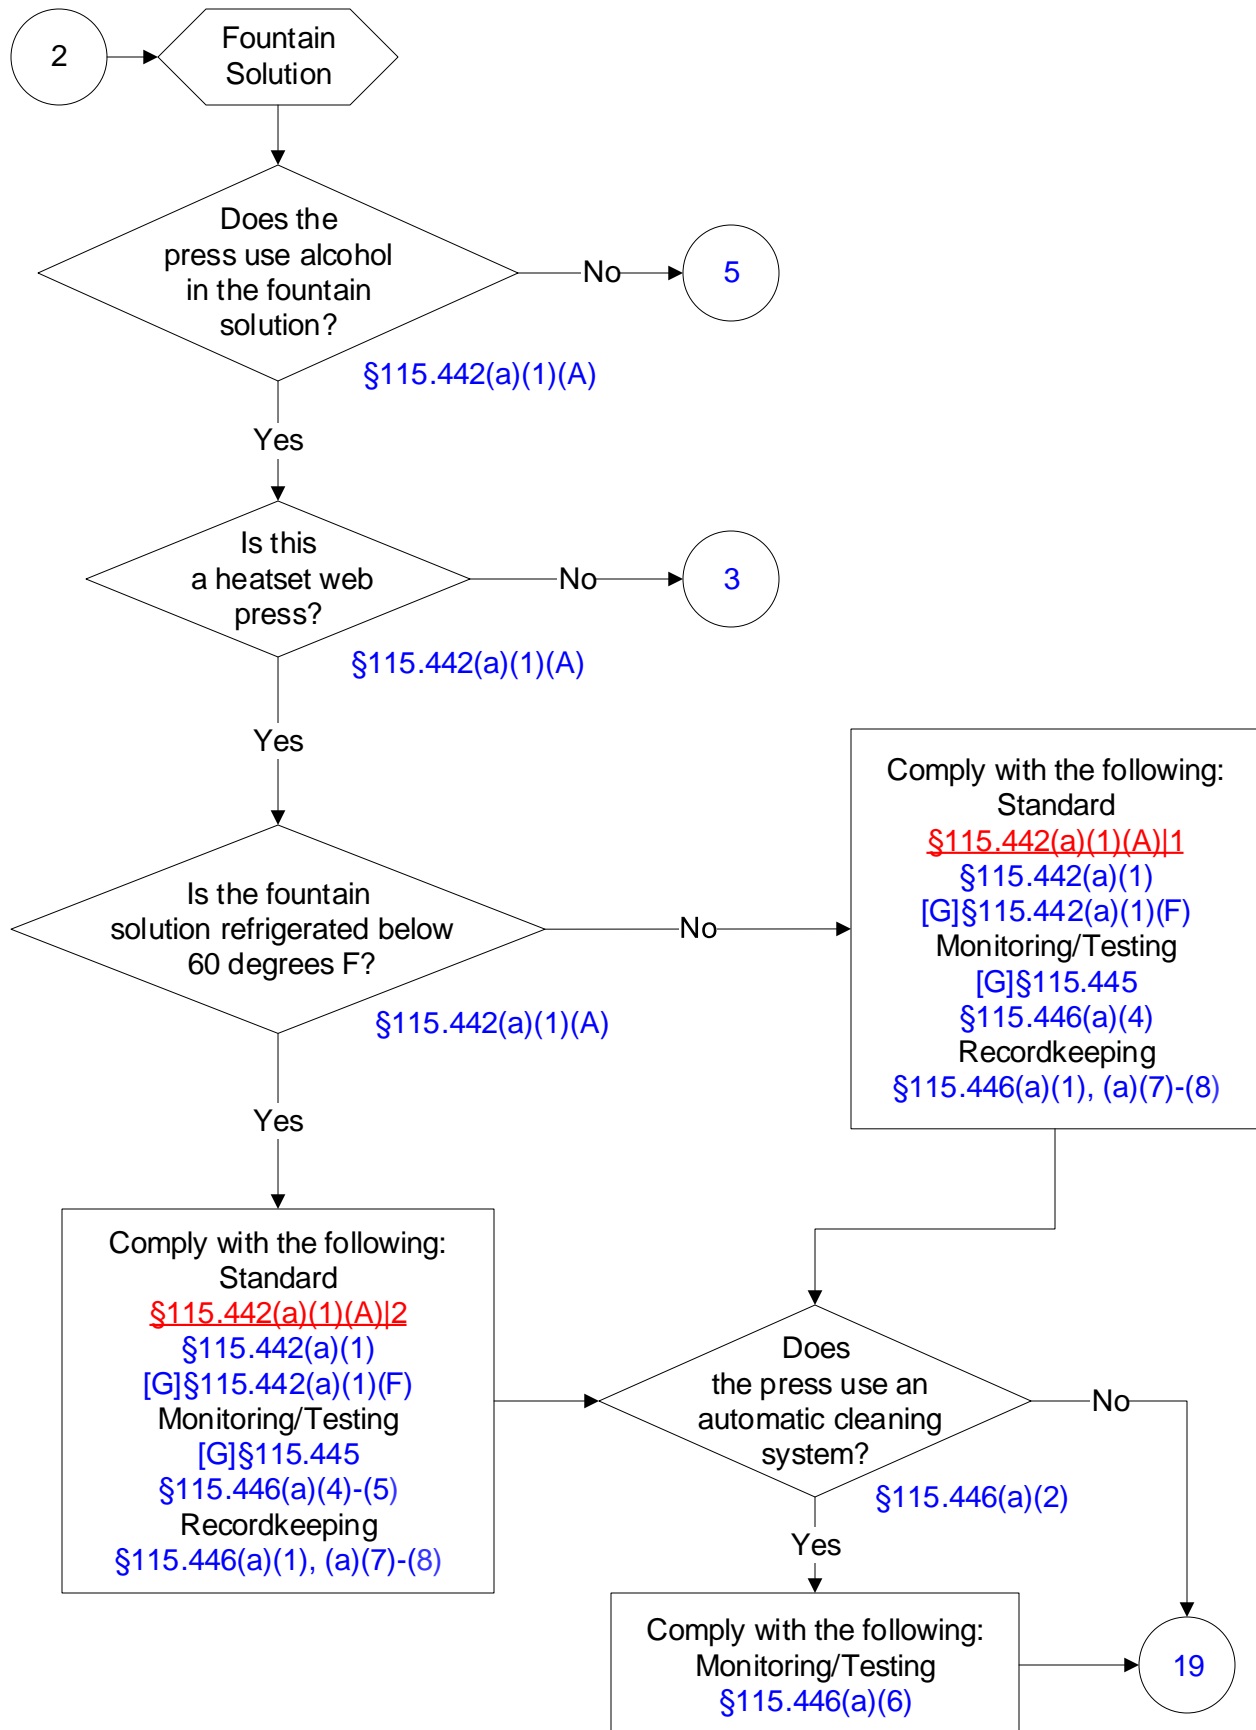 2
Fountain
Solution
Does the
press use alcohol
in the fountain
solution?
No
5
§115.442(a)(1)(A)
Yes
Is this
a heatset web
press?
No
3
§115.442(a)(1)(A)
Yes
Is the fountain
solution refrigerated below
60 degrees F?
No
§115.442(a)(1)(A)
Yes
Comply with the following:
Standard
§115.442(a)(1)(A)|1
§115.442(a)(1)
[G]§115.442(a)(1)(F)
Monitoring/Testing
[G]§115.445
§115.446(a)(4)
Recordkeeping
§115.446(a)(1), (a)(7)-(8)
Comply with the following:
Standard
§115.442(a)(1)(A)|2
§115.442(a)(1)
[G]§115.442(a)(1)(F)
Monitoring/Testing
[G]§115.445
§115.446(a)(4)-(5)
Recordkeeping
§115.446(a)(1), (a)(7)-(8)
Does
the press use an
automatic cleaning
system?
No
§115.446(a)(2)
Yes
Comply with the following:
Monitoring/Testing
§115.446(a)(6)
19